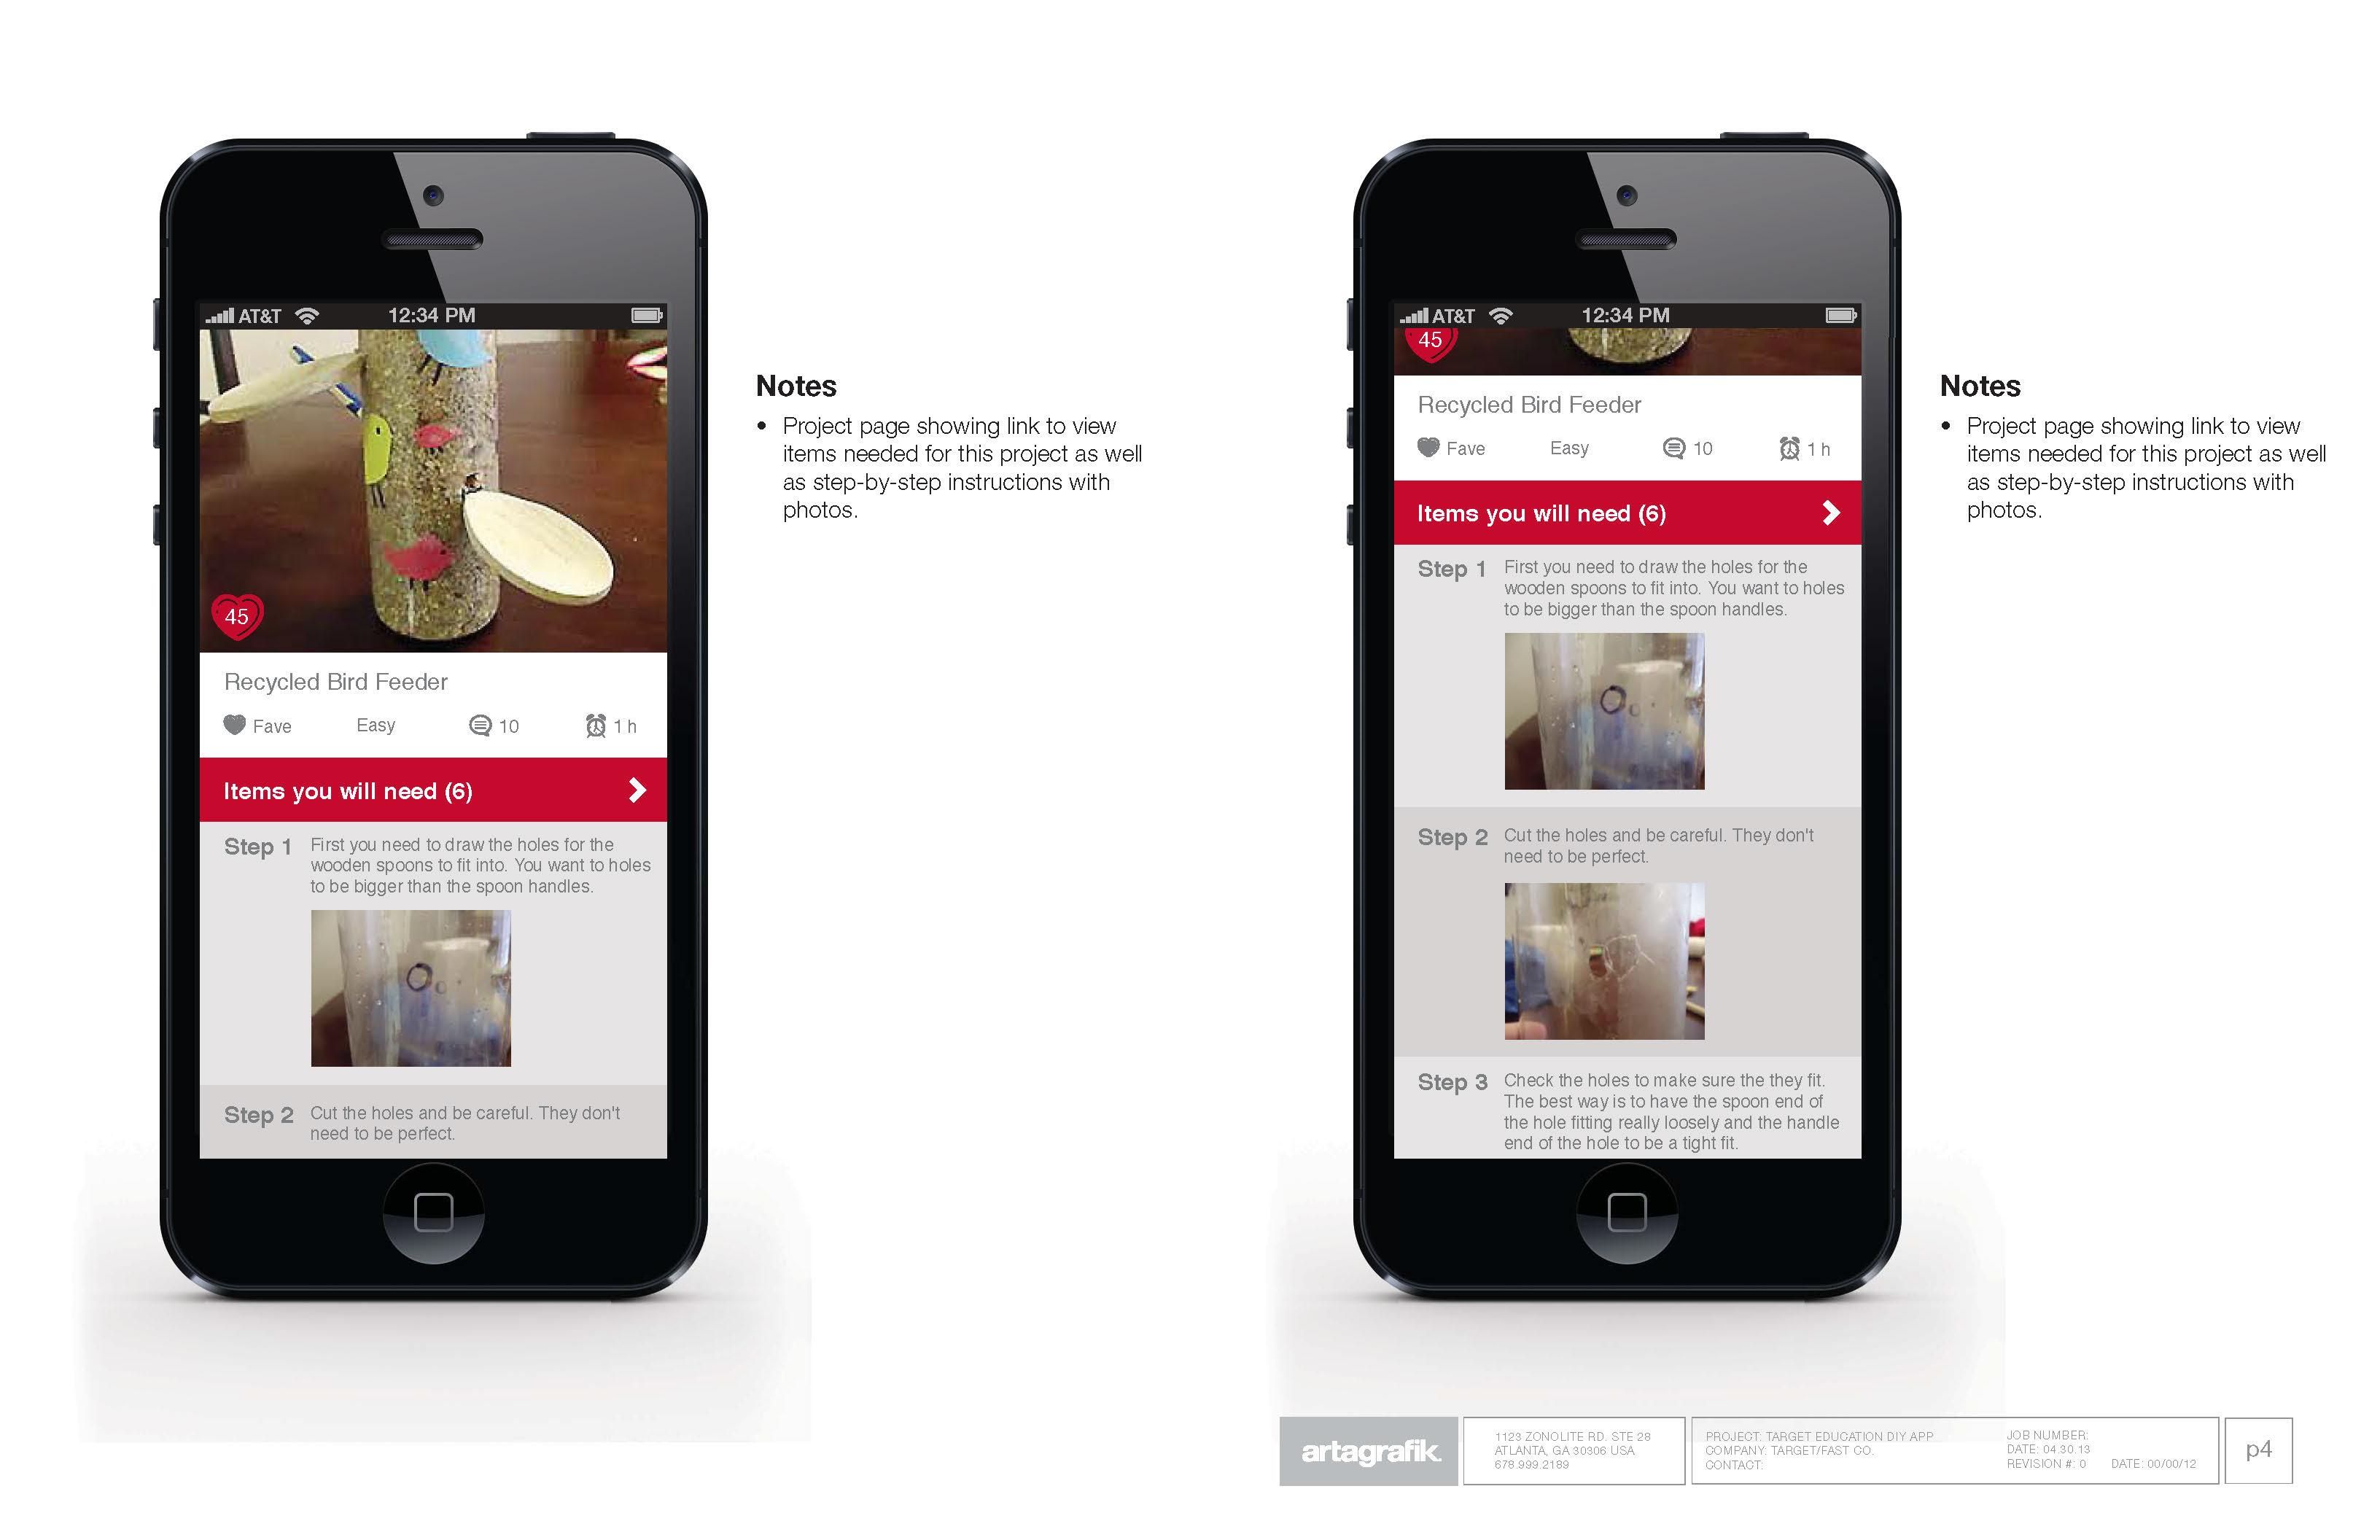 AT&T 12:34 PM
45
Recycled Bird Feeder
Fave Easy 10 1 h
Items you will need (6)
Step 1 First you need to draw the holes for the
wooden spoons to fit into. You want to holes
to be bigger than the spoon handles.
Step 2 Cut the holes and be careful. They don't
need to be perfect.
Notes
• Project page showing link to view
items needed for this project as well
as step-by-step instructions with
photos.
AT&T 12:34 PM
45
Recycled Bird Feeder
Fave Easy 10 1 h
Items you will need (6)
Step 1 First you need to draw the holes for the
wooden spoons to fit into. You want to holes
to be bigger than the spoon handles.
Step 2 Cut the holes and be careful. They don't
need to be perfect.
Step 3 Check the holes to make sure the they fit.
The best way is to have the spoon end of
the hole fitting really loosely and the handle
end of the hole to be a tight fit.
Notes
• Project page showing link to view
items needed for this project as well
as step-by-step instructions with
photos.
artagrafik.
1123 ZONOLITE RD. STE 28
ATLANTA, GA 30306 USA
678.999.2189
PROJECT: TARGET EDUCATION DIY APP
COMPANY: TARGET/FAST CO.
CONTACT:
JOB NUMBER:
DATE: 04.30.13
REVISION #: 0 DATE: 00/00/12
p4